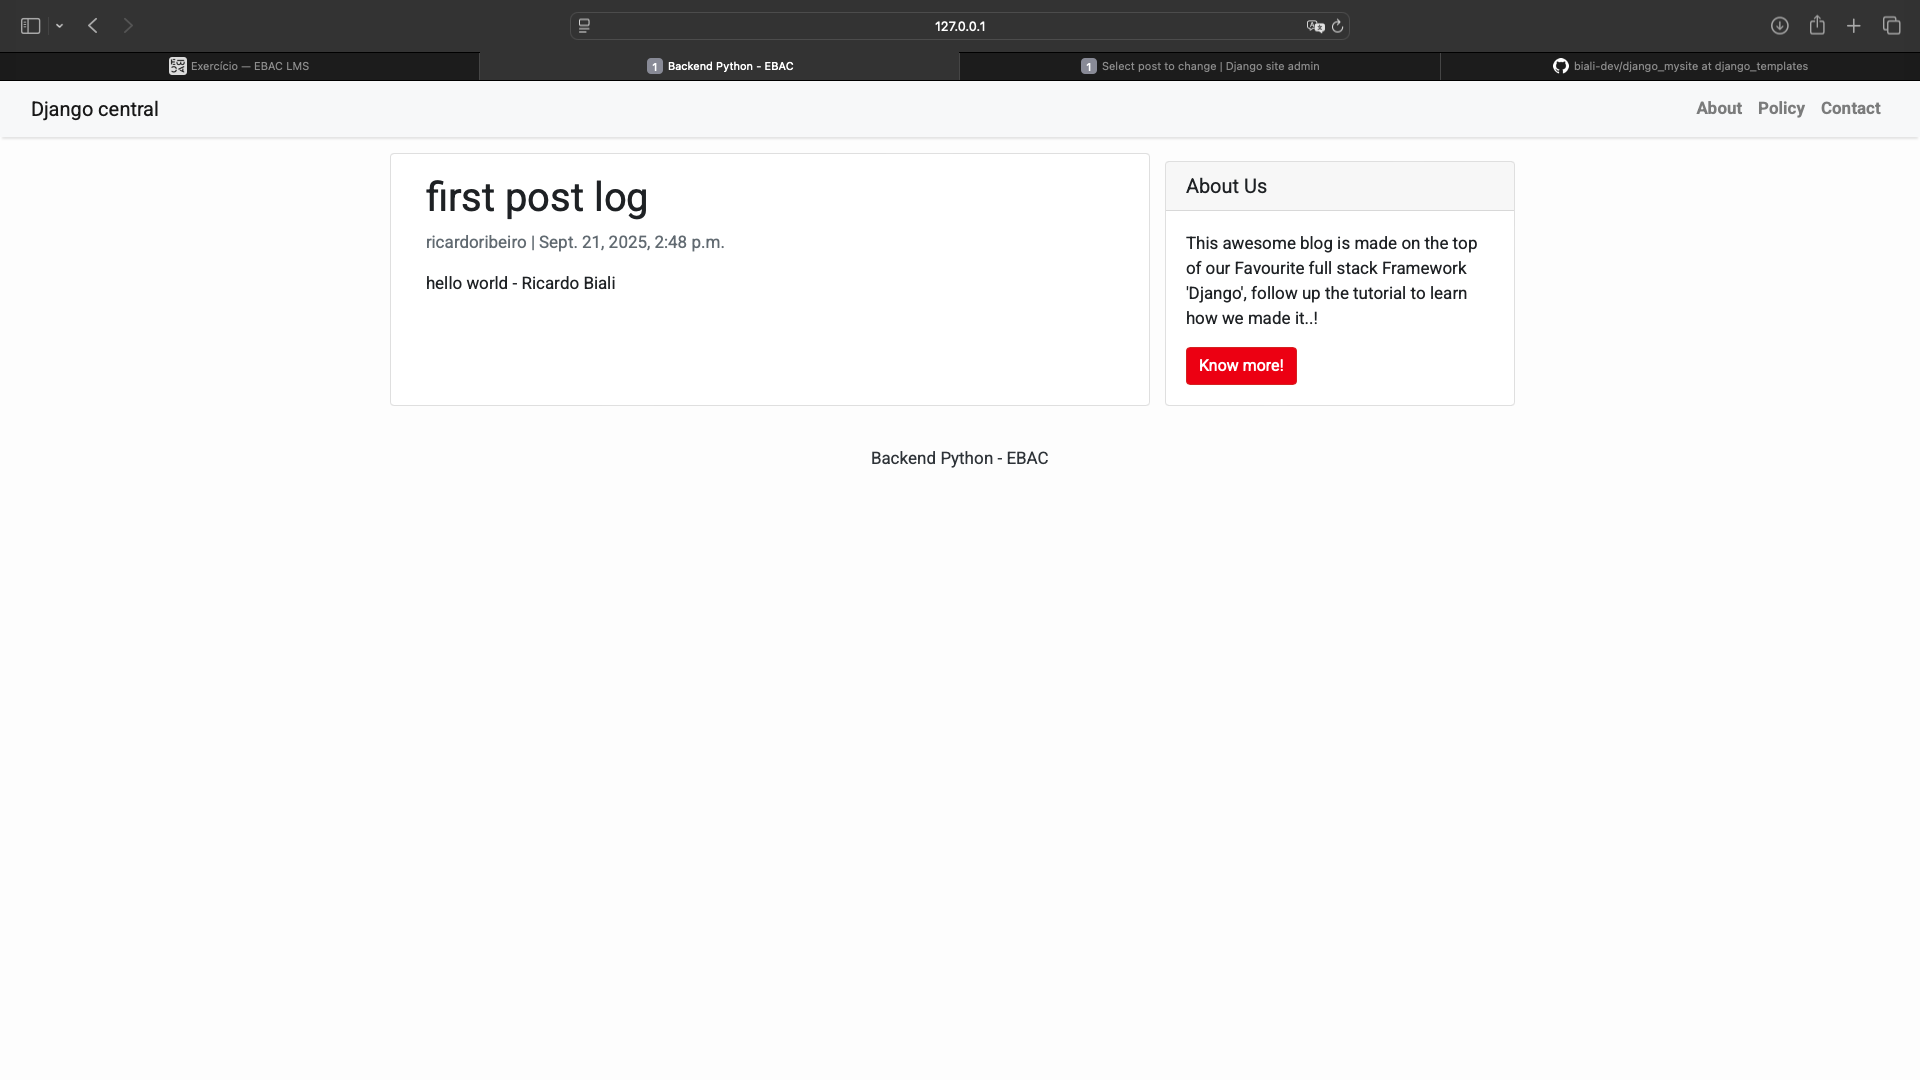 127.0.0.1
Exercício — EBAC LMS
1 Backend Python - EBAC
1 Select post to change | Django site admin
biali-dev/django_mysite at django_templates
Django central
About Policy Contact
first post log
ricardoribeiro | Sept. 21, 2025, 2:48 p.m.
hello world - Ricardo Biali
About Us
This awesome blog is made on the top
of our Favourite full stack Framework
'Django', follow up the tutorial to learn
how we made it..!
Know more!
Backend Python - EBAC